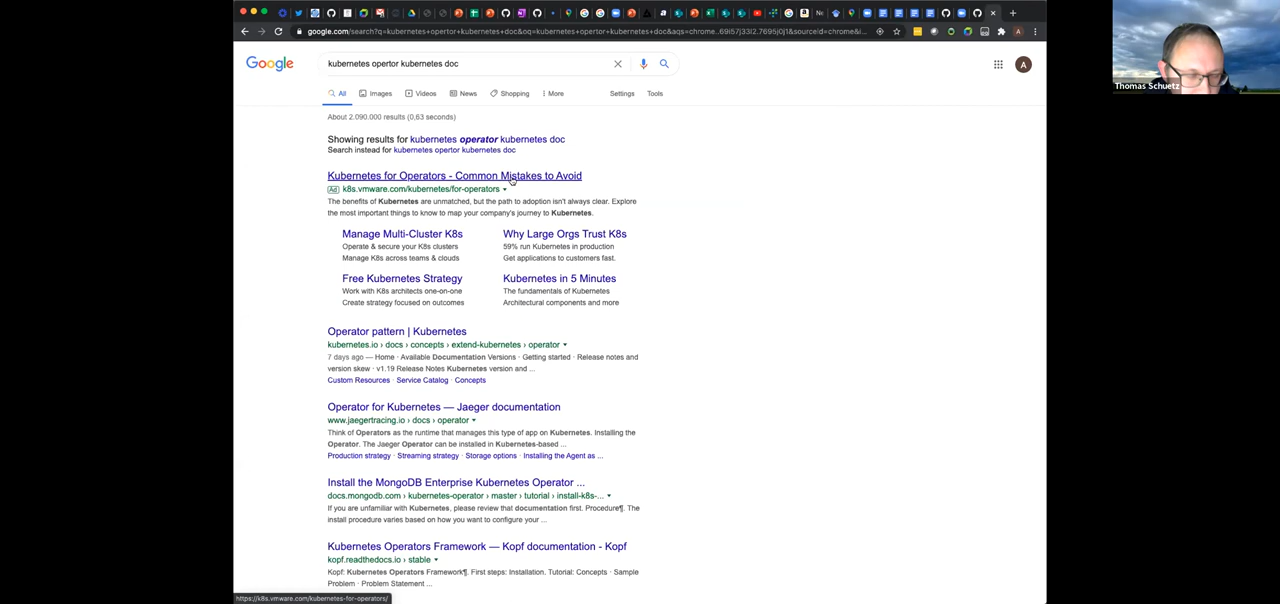 google.com/search?q=kubernetes+opertor+kubernetes+doc&oq=kubernetes+opertor+kubernetes+doc&aqs=chrome..69i57j33l2.7695j0j1&sourceid=chrome&i...
A
Google
kubernetes opertor kubernetes doc
A
Thomas Schuetz
All
Images
Videos
News
Shopping
More
Settings
Tools
About 2.090.000 results (0,63 seconds)
Showing results for kubernetes operator kubernetes doc
Search instead for kubernetes opertor kubernetes doc
Kubernetes for Operators - Common Mistakes to Avoid
Ad k8s.vmware.com/kubernetes/for-operators
The benefits of Kubernetes are unmatched, but the path to adoption isn't always clear. Explore
the most important things to know to map your company's journey to Kubernetes.
Manage Multi-Cluster K8s
Operate & secure your K8s clusters
Manage K8s across teams & clouds
Why Large Orgs Trust K8s
59% run Kubernetes in production
Get applications to customers fast.
Free Kubernetes Strategy
Work with K8s architects one-on-one
Create strategy focused on outcomes
Kubernetes in 5 Minutes
The fundamentals of Kubernetes
Architectural components and more
Operator pattern | Kubernetes
kubernetes.io › docs › concepts › extend-kubernetes › operator
7 days ago — Home · Available Documentation Versions · Getting started · Release notes and
version skew · v1.19 Release Notes Kubernetes version and ...
Custom Resources · Service Catalog · Concepts
Operator for Kubernetes — Jaeger documentation
www.jaegertracing.io › docs › operator
Think of Operators as the runtime that manages this type of app on Kubernetes. Installing the
Operator. The Jaeger Operator can be installed in Kubernetes-based ...
Production strategy · Streaming strategy · Storage options · Installing the Agent as ...
Install the MongoDB Enterprise Kubernetes Operator ...
docs.mongodb.com › kubernetes-operator › master › tutorial › install-k8s-...
If you are unfamiliar with Kubernetes, please review that documentation first. Procedure¶. The
install procedure varies based on how you want to configure your ...
Kubernetes Operators Framework — Kopf documentation - Kopf
kopf.readthedocs.io › stable
Kopf: Kubernetes Operators Framework¶. First steps: Installation. Tutorial: Concepts · Sample
Problem · Problem Statement ...
https://k8s.vmware.com/kubernetes-for-operators/